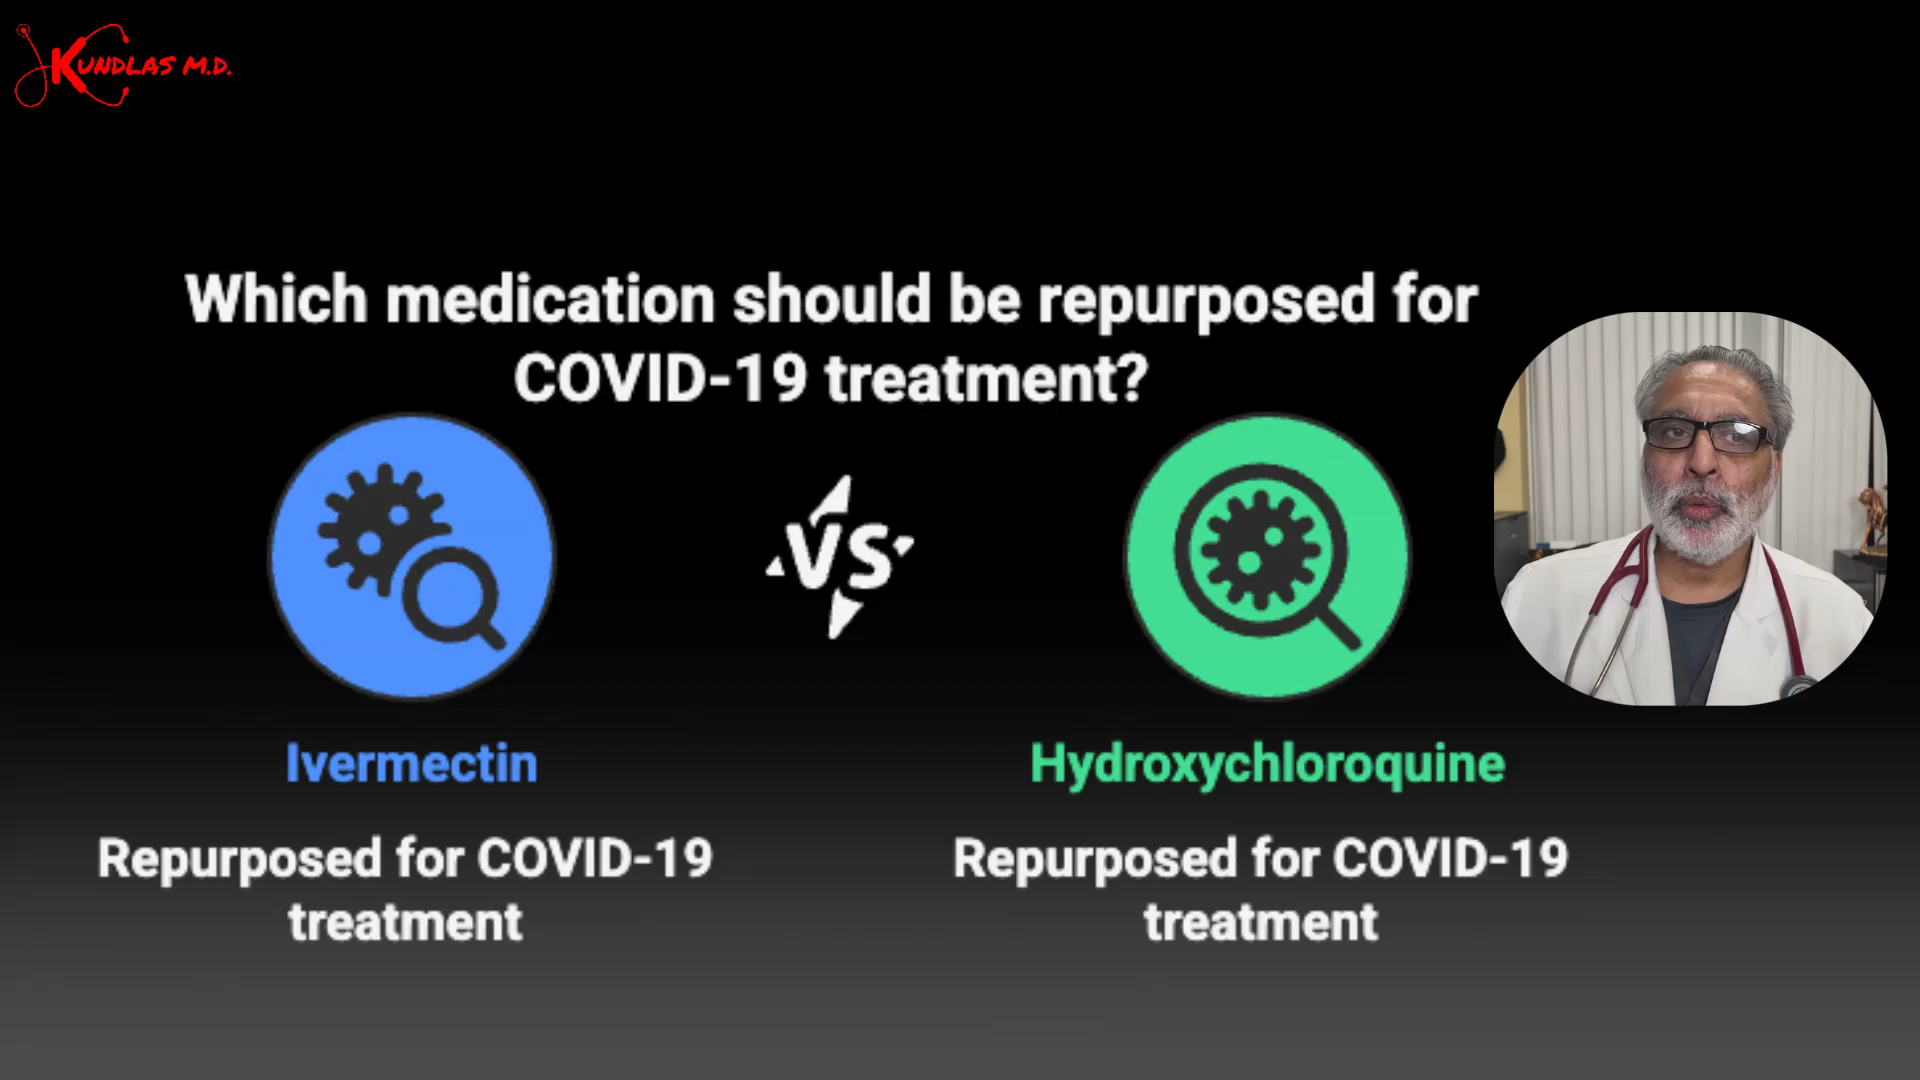 KUNDLAS M.D.
Which medication should be repurposed for
COVID-19 treatment?
VS
Ivermectin
Hydroxychloroquine
Repurposed for COVID-19
treatment
Repurposed for COVID-19
treatment